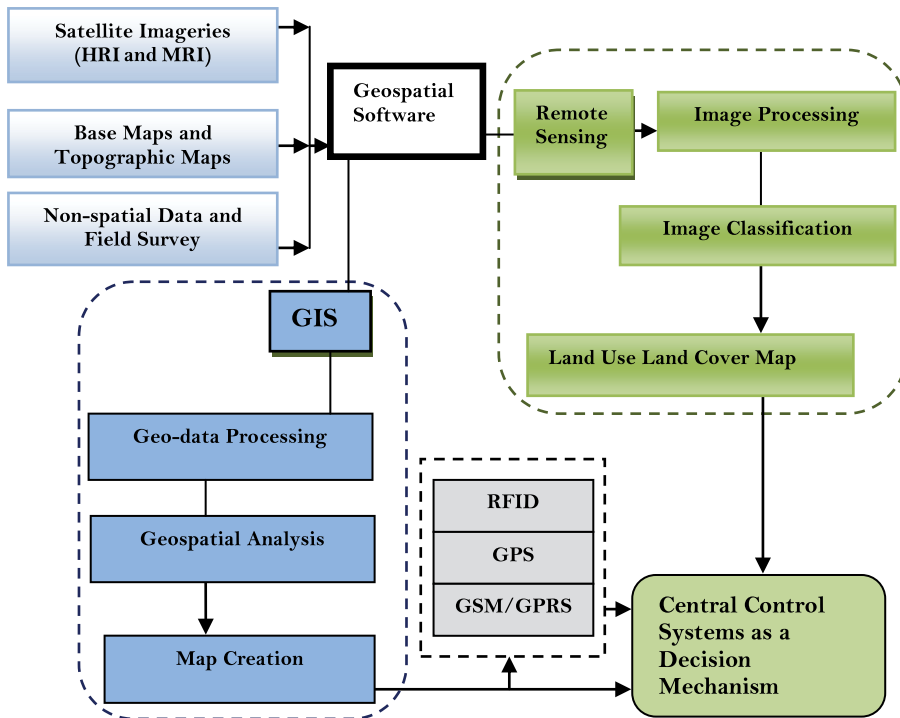 Satellite Imageries
(HRI and MRI)
Base Maps and
Topographic Maps
Non-spatial Data and
Field Survey
Geospatial
Software
Remote
Sensing
Image Processing
Image Classification
Land Use Land Cover Map
GIS
Geo-data Processing
Geospatial Analysis
Map Creation
RFID
GPS
GSM/GPRS
Central Control
Systems as a
Decision
Mechanism